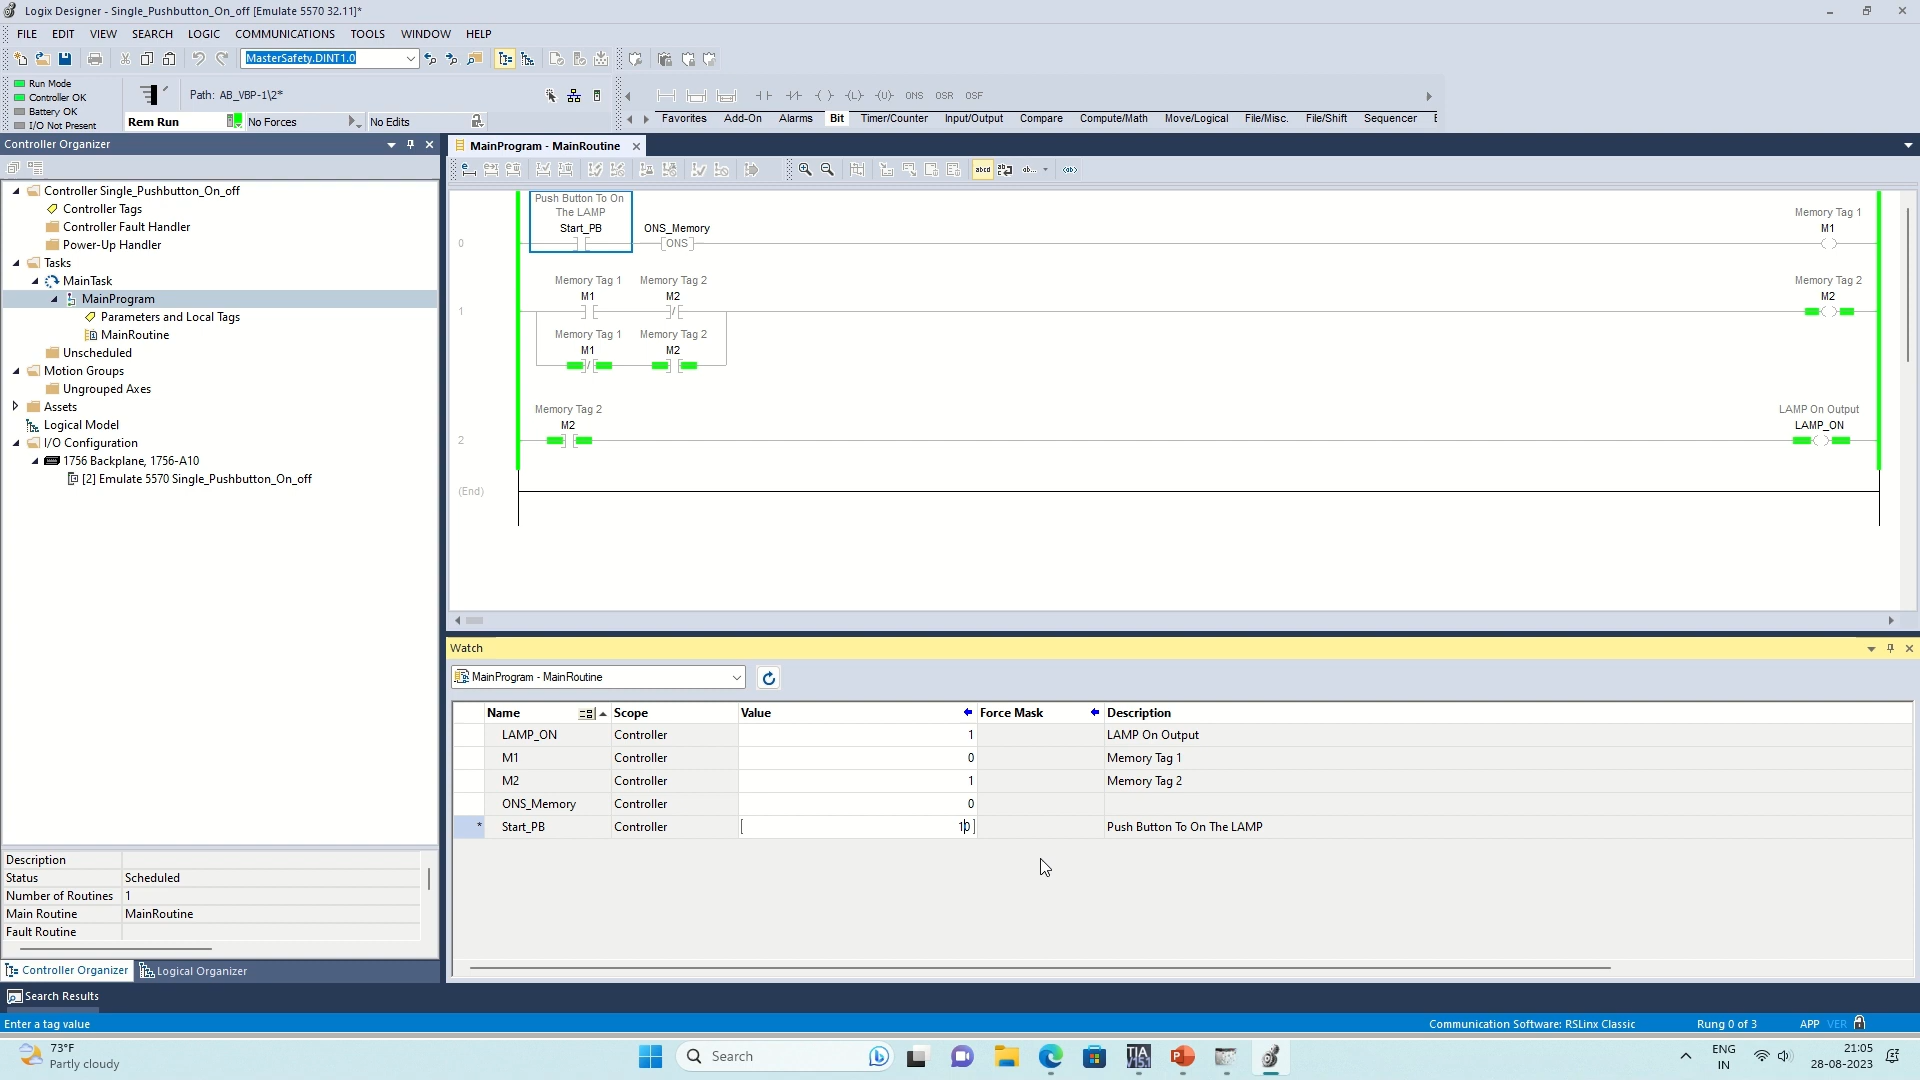 Logix Designer - Single_Pushbutton_On_off [Emulate 5570 32.11]*
FILE EDIT VIEW SEARCH LOGIC COMMUNICATIONS TOOLS WINDOW HELP
MasterSafety.DINT1.0
Run Mode
Controller OK
Battery OK
I/O Not Present
Path: AB_VBP-1\2*
Rem Run No Forces No Edits
ONS OSR OSF
Favorites Add-On Alarms Bit Timer/Counter Input/Output Compare Compute/Math Move/Logical File/Misc. File/Shift Sequencer
Controller Organizer
Controller Single_Pushbutton_On_off
Controller Tags
Controller Fault Handler
Power-Up Handler
Tasks
MainTask
MainProgram
Parameters and Local Tags
MainRoutine
Unscheduled
Motion Groups
Ungrouped Axes
Assets
Logical Model
I/O Configuration
1756 Backplane, 1756-A10
[2] Emulate 5570 Single_Pushbutton_On_off
Description
Status Scheduled
Number of Routines 1
Main Routine MainRoutine
Fault Routine
Controller Organizer Logical Organizer
MainProgram - MainRoutine
Push Button To On
The LAMP
Start_PB ONS_Memory
Memory Tag 1
M1
0 ONS
Memory Tag 1 Memory Tag 2 Memory Tag 2
M1 M2 M2
1
Memory Tag 1 Memory Tag 2
M1 M2
Memory Tag 2 LAMP On Output
M2 LAMP_ON
2
(End)
Watch
MainProgram - MainRoutine
Name Scope Value Force Mask Description
LAMP_ON Controller 1 LAMP On Output
M1 Controller 0 Memory Tag 1
M2 Controller 1 Memory Tag 2
ONS_Memory Controller 0
* Start_PB Controller [ 10 ] Push Button To On The LAMP
Search Results
Enter a tag value Communication Software: RSLinx Classic Rung 0 of 3 APP VER
73°F
Partly cloudy
Search
TIA V15.1
ENG
IN
21:05
28-08-2023